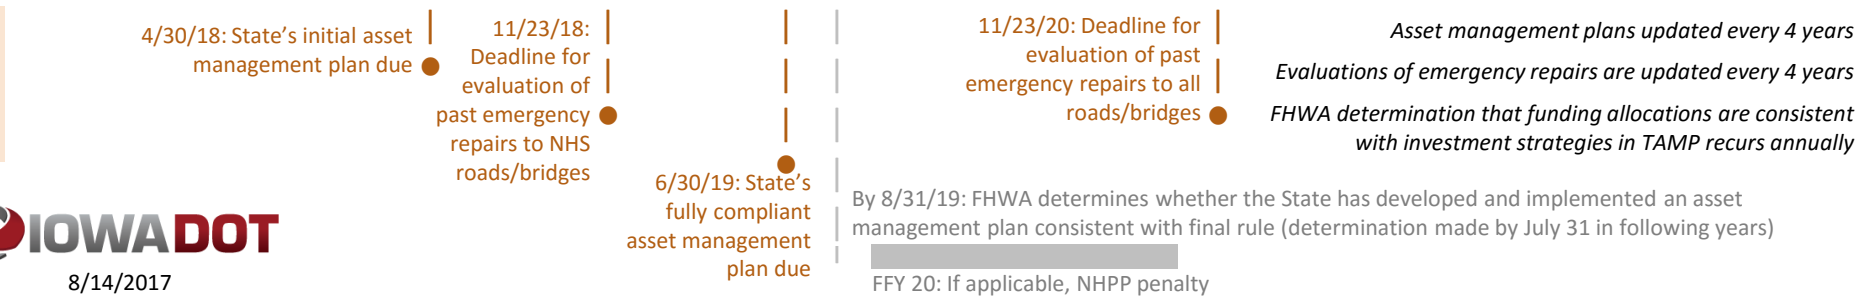 4/30/18: State's initial asset
management plan due
11/23/18:
Deadline for
evaluation of
past emergency
repairs to NHS
roads/bridges
6/30/19: State's
fully compliant
asset management
plan due
11/23/20: Deadline for
evaluation of past
emergency repairs to all
roads/bridges
Asset management plans updated every 4 years
Evaluations of emergency repairs are updated every 4 years
FHWA determination that funding allocations are consistent
with investment strategies in TAMP recurs annually
By 8/31/19: FHWA determines whether the State has developed and implemented an asset
management plan consistent with final rule (determination made by July 31 in following years)
FFY 20: If applicable, NHPP penalty
IOWADOT
8/14/2017